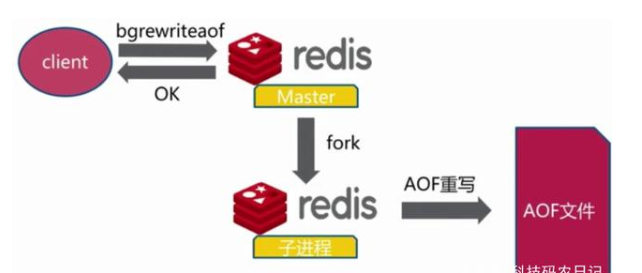 bgrewriteaof
client
redis
OK
Master
fork
redis
AOF重写
AOF文件
子进程
科技码农日记